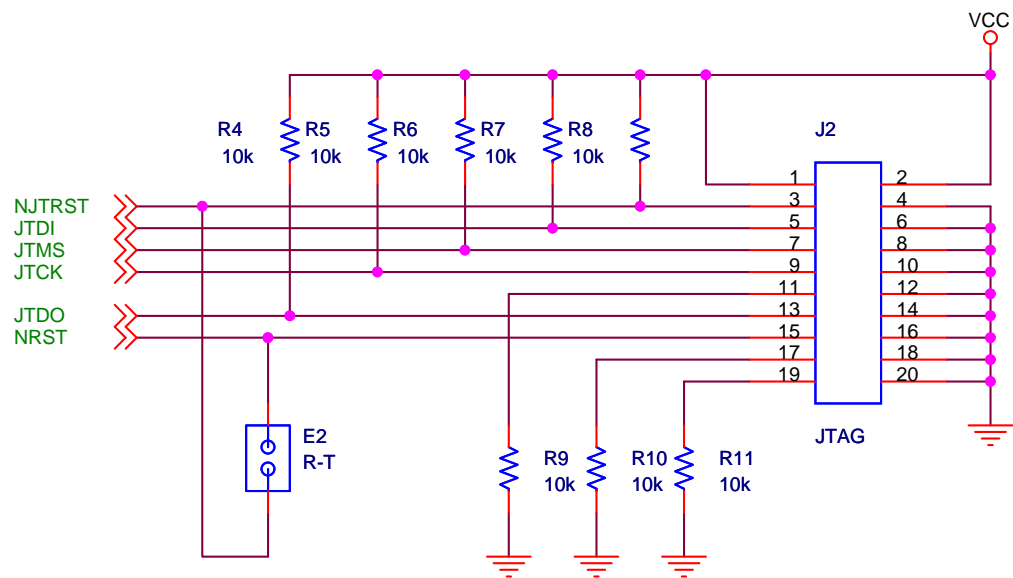 VCC
R4 R5 R6 R7 R8 J2
10k 10k 10k 10k 10k
1 2
NJTRST 3 4
JTDI 5 6
JTMS 7 8
JTCK 9 10
11 12
JTDO 13 14
NRST 15 16
17 18
19 20
E2 JTAG
R-T R9 R10 R11
10k 10k 10k